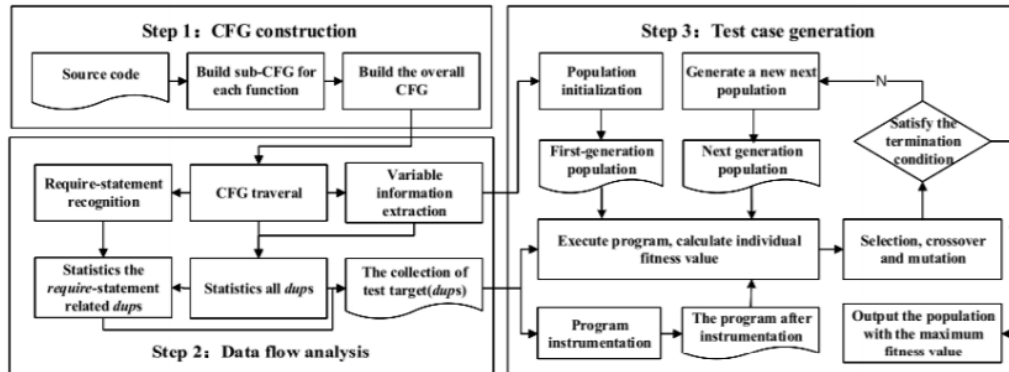 Step 1：CFG construction
Source code
Build sub-CFG for
each function
Build the overall
CFG
Require-statement
recognition
CFG traveral
Variable
information
extraction
Statistics the
require-statement
related dups
Statistics all dups
The collection of
test target(dups)
Step 2：Data flow analysis
Step 3：Test case generation
Population
initialization
Generate a new next
population
N
Satisfy the
termination
condition
First-generation
population
Next generation
population
Execute program, calculate individual
fitness value
Selection, crossover
and mutation
Program
instrumentation
The program after
instrumentation
Output the population
with the maximum
fitness value